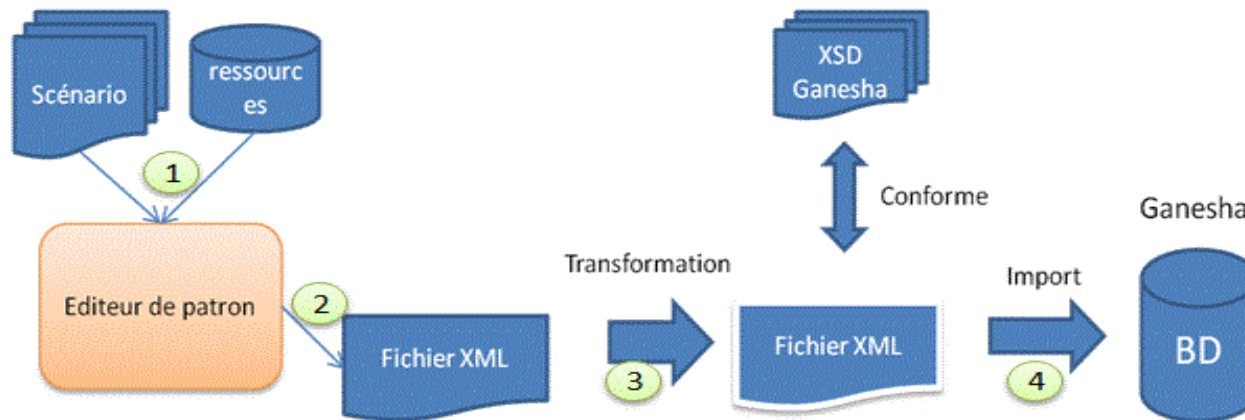 Scénario
ressourc
es
1
Editeur de patron
2
Fichier XML
Transformation
3
XSD
Ganesha
Conforme
Fichier XML
Import
4
Ganesha
BD